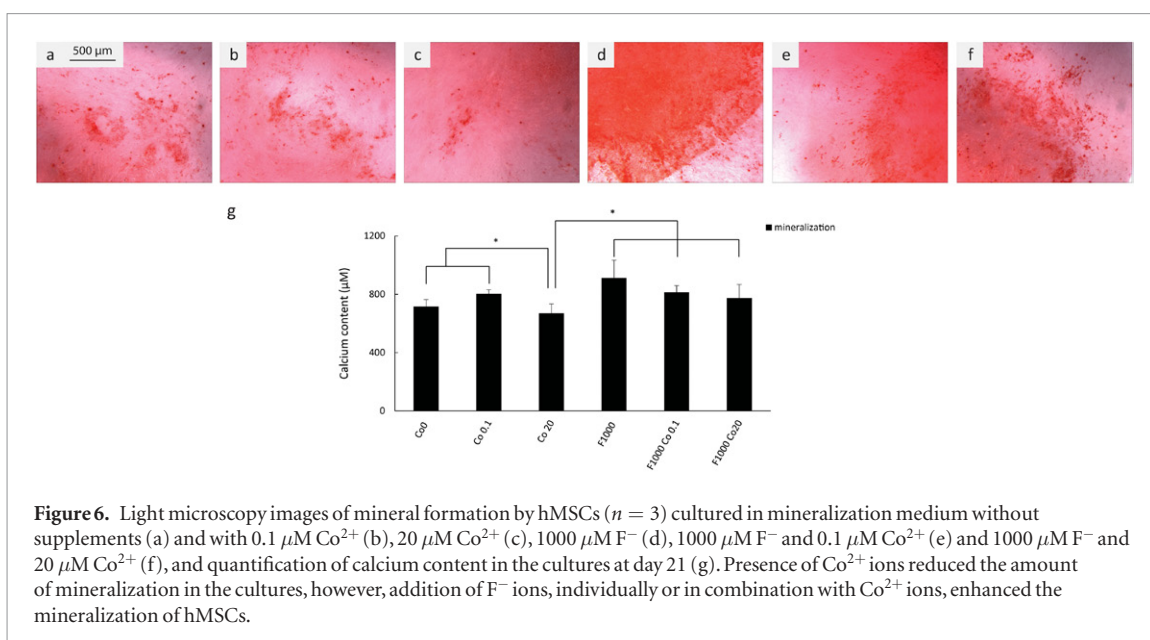 a 500 μm b c d e f
g
* *
■ mineralization
1200
800
400
0
Calcium content (μM)
Co0 Co 0.1 Co 20 F1000 F1000 Co 0.1 F1000 Co20
Figure 6. Light microscopy images of mineral formation by hMSCs (n = 3) cultured in mineralization medium without
supplements (a) and with 0.1 μM Co²⁺ (b), 20 μM Co²⁺ (c), 1000 μM F⁻ (d), 1000 μM F⁻ and 0.1 μM Co²⁺ (e) and 1000 μM F⁻ and
20 μM Co²⁺ (f), and quantification of calcium content in the cultures at day 21 (g). Presence of Co²⁺ ions reduced the amount
of mineralization in the cultures, however, addition of F⁻ ions, individually or in combination with Co²⁺ ions, enhanced the
mineralization of hMSCs.